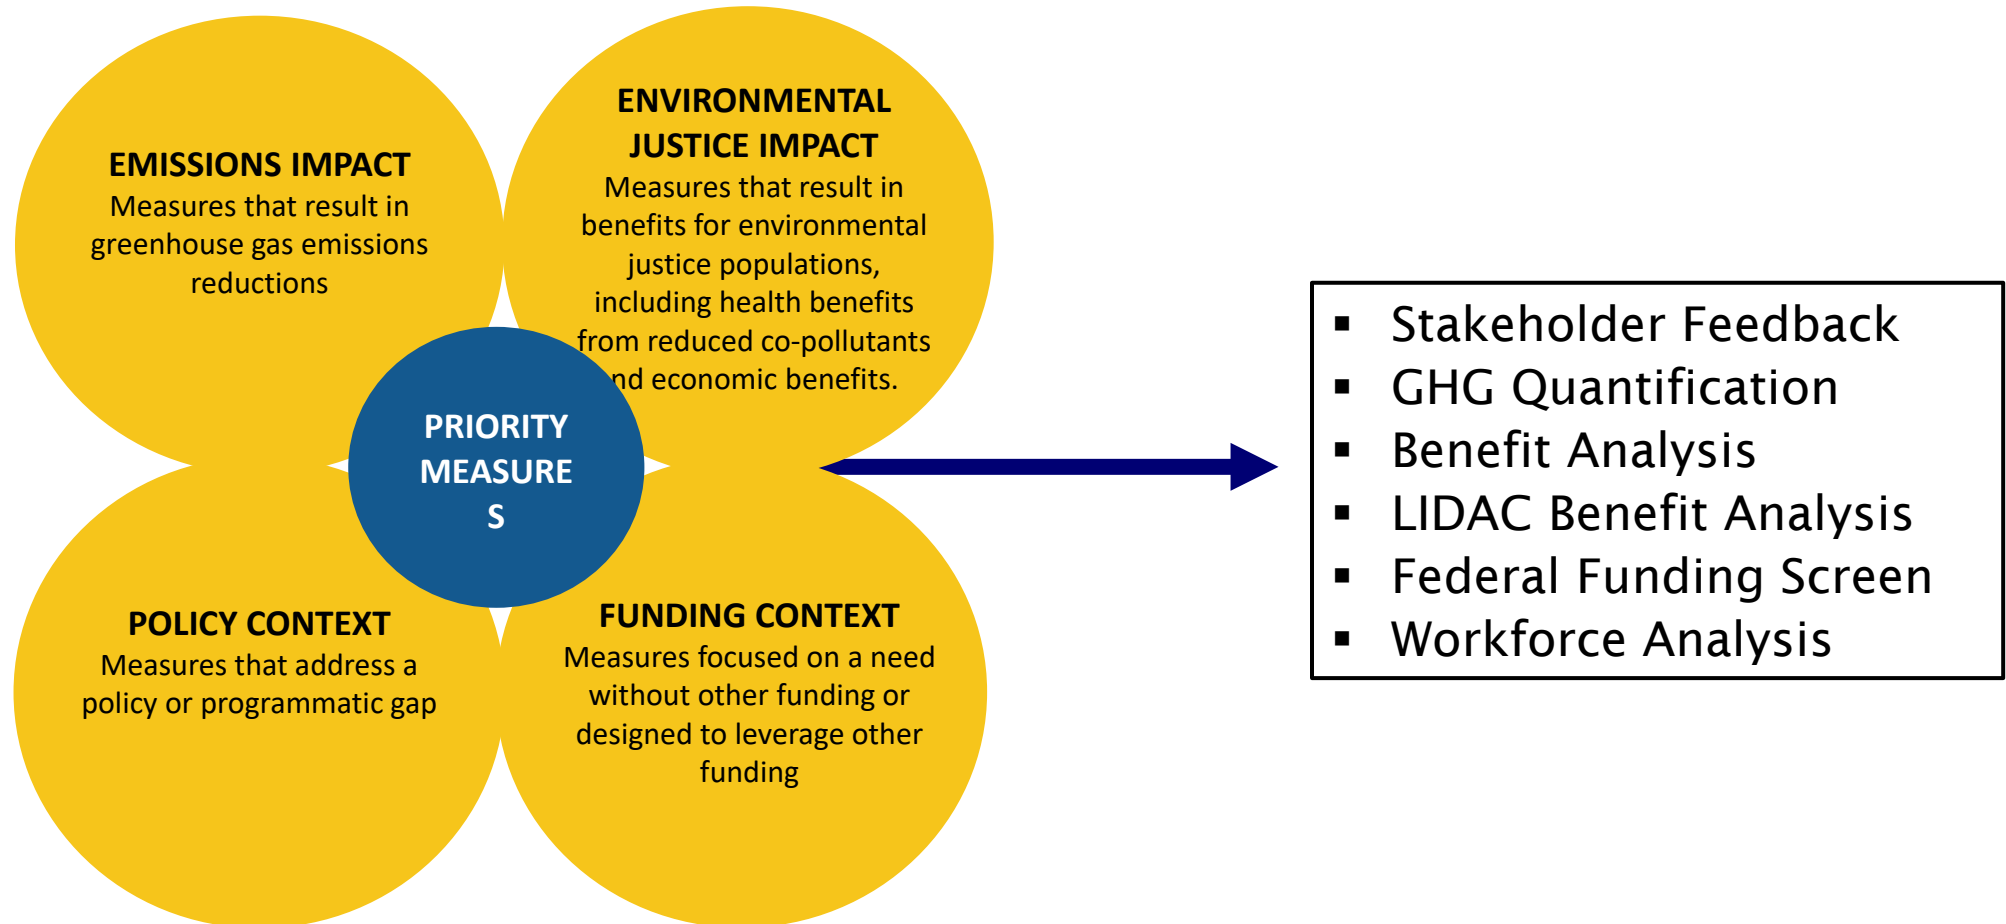 EMISSIONS IMPACT
Measures that result in
greenhouse gas emissions
reductions
ENVIRONMENTAL
JUSTICE IMPACT
Measures that result in
benefits for environmental
justice populations,
including health benefits
from reduced co-pollutants
nd economic benefits.
PRIORITY
MEASURE
S
POLICY CONTEXT
Measures that address a
policy or programmatic gap
FUNDING CONTEXT
Measures focused on a need
without other funding or
designed to leverage other
funding
▪ Stakeholder Feedback
▪ GHG Quantification
▪ Benefit Analysis
▪ LIDAC Benefit Analysis
▪ Federal Funding Screen
▪ Workforce Analysis